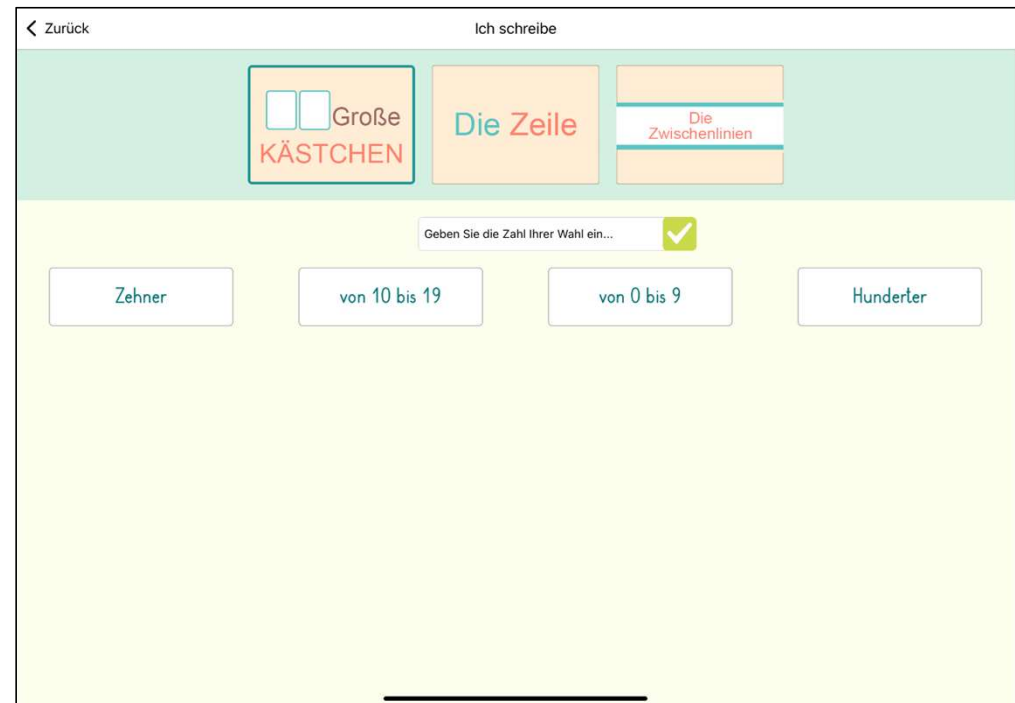 Zurück
Ich schreibe
Große
KÄSTCHEN
Die Zeile
Die
Zwischenlinien
Geben Sie die Zahl Ihrer Wahl ein...
Zehner
von 10 bis 19
von 0 bis 9
Hunderter